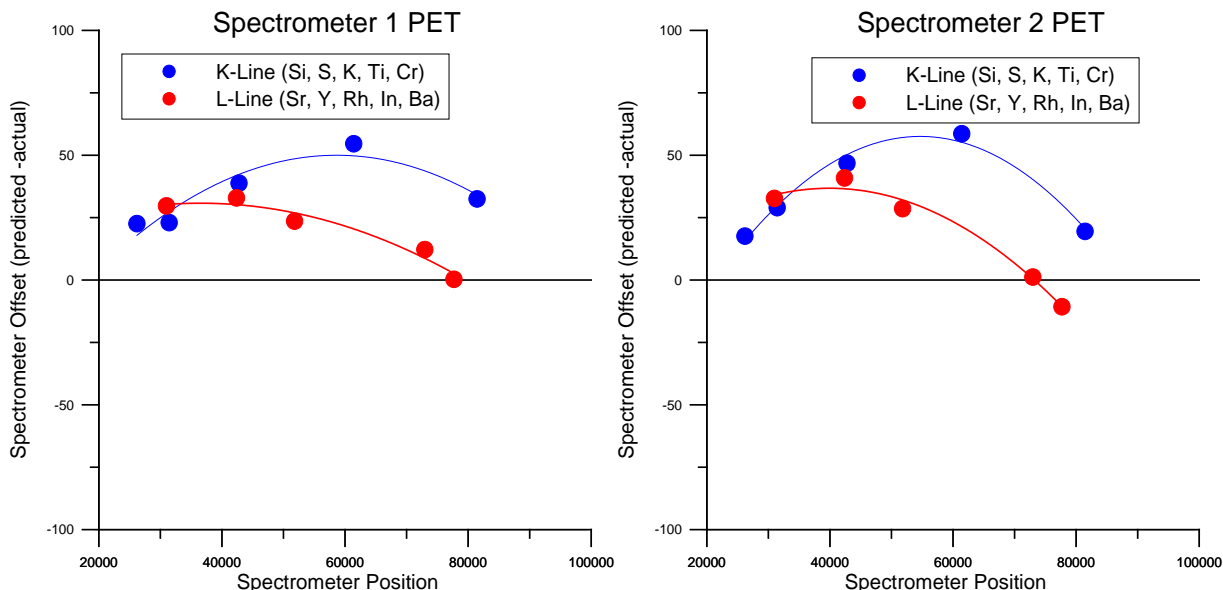 Spectrometer 1 PET
K-Line (Si, S, K, Ti, Cr)
L-Line (Sr, Y, Rh, In, Ba)
Spectrometer Offset (predicted -actual)
100
50
0
-50
-100
20000
40000
60000
80000
100000
Spectrometer Position
Spectrometer 2 PET
K-Line (Si, S, K, Ti, Cr)
L-Line (Sr, Y, Rh, In, Ba)
Spectrometer Offset (predicted -actual)
100
50
0
-50
-100
20000
40000
60000
80000
100000
Spectrometer Position